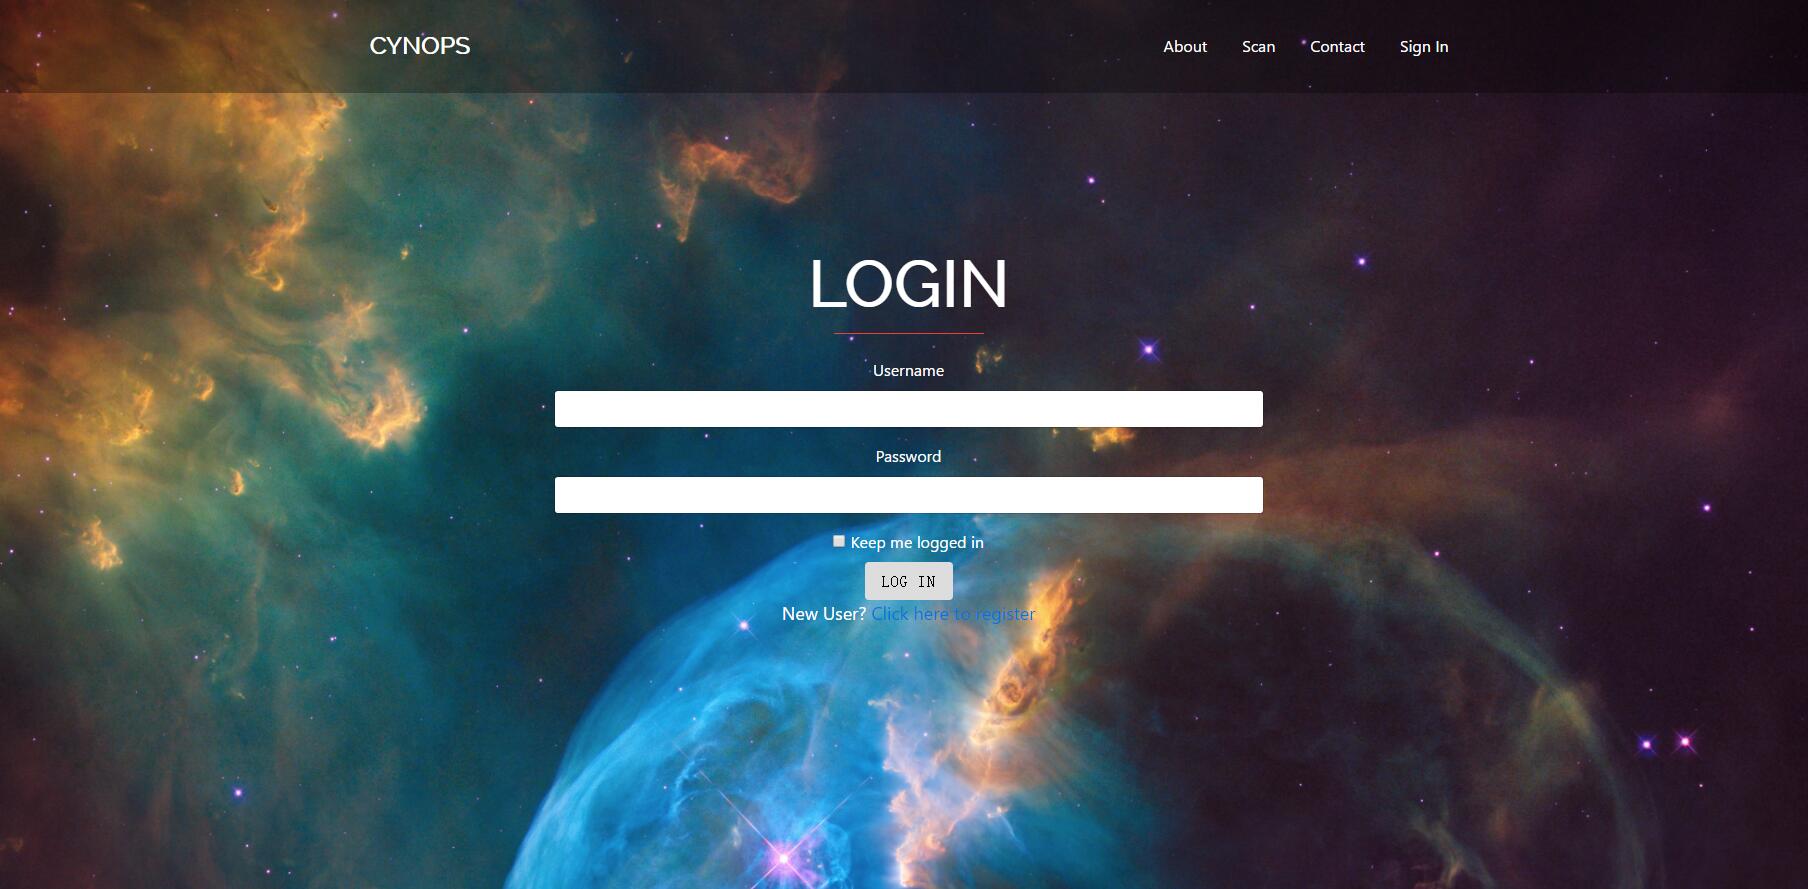 CYNOPS
About Scan Contact Sign In
LOGIN
Username
Password
Keep me logged in
LOG IN
New User? Click here to register